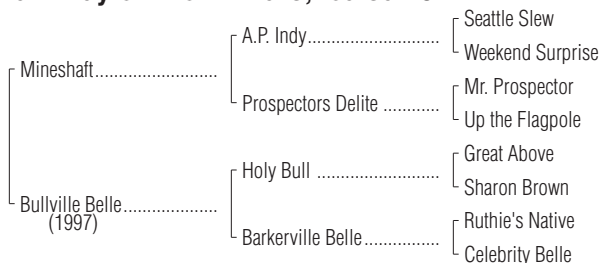 Seattle Slew
A.P. Indy..............................
Weekend Surprise
Mineshaft............................
Mr. Prospector
Prospectors Delite .............
Up the Flagpole
Great Above
Holy Bull ............................
Sharon Brown
Bullville Belle......................
(1997)
Ruthie's Native
Barkerville Belle..................
Celebrity Belle